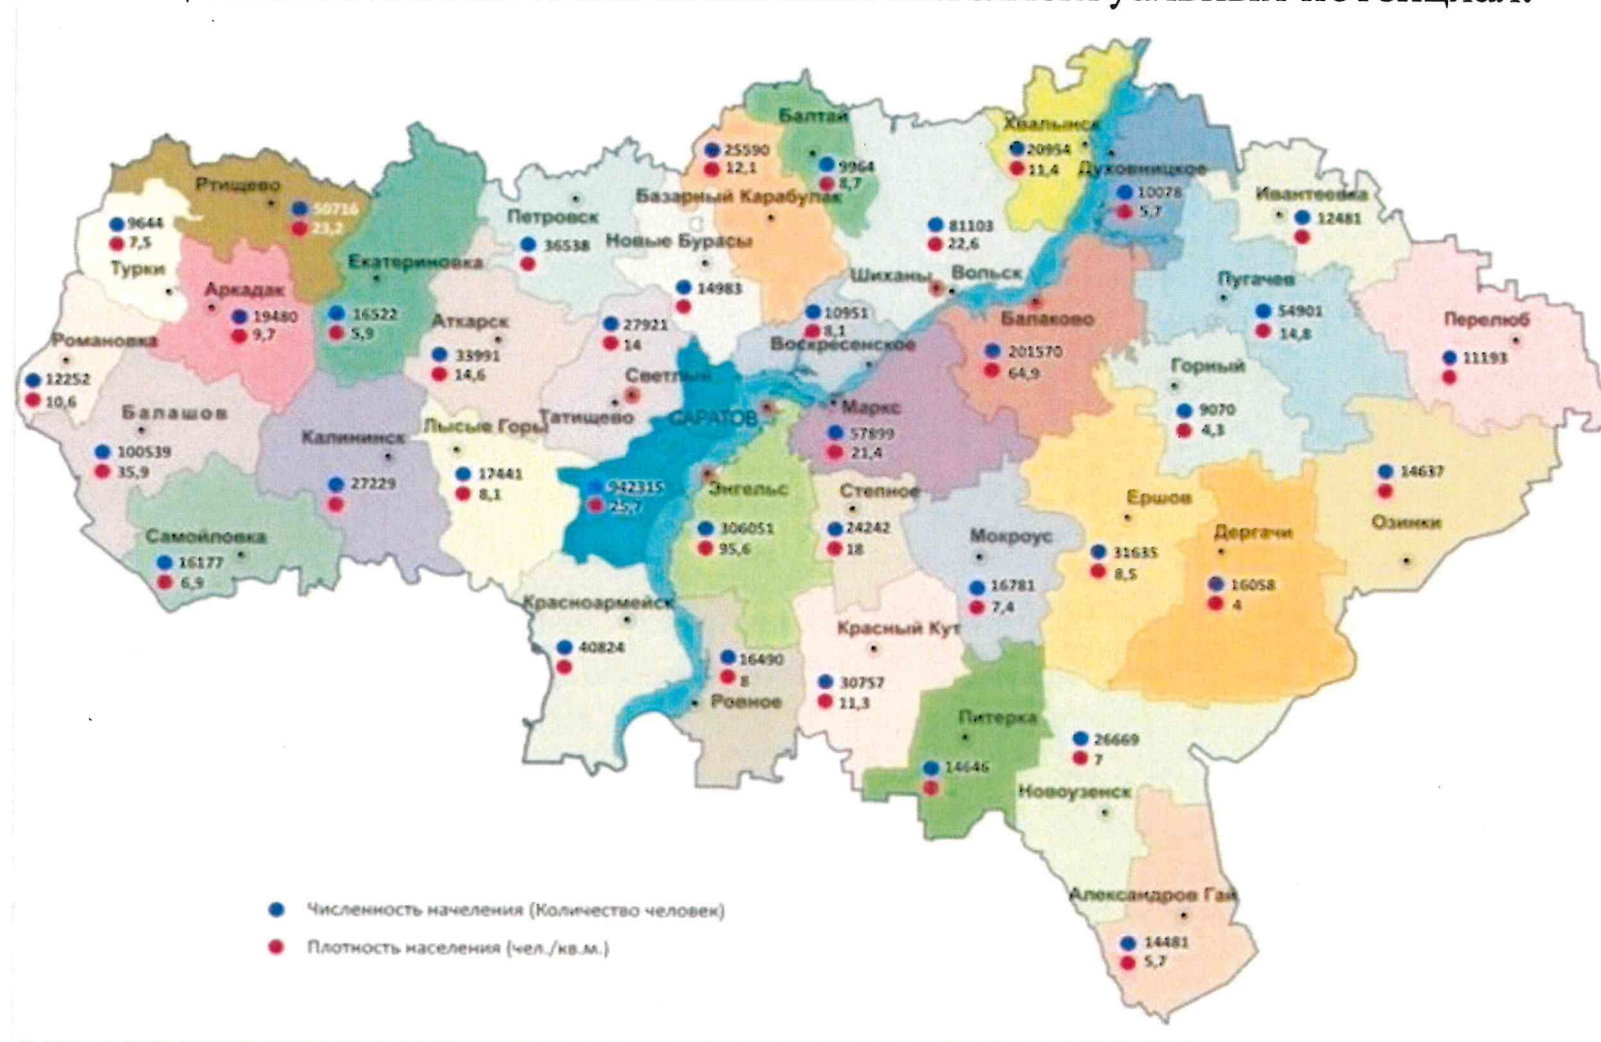 Балтай
Хвалынск
25590
12,1
9964
8,7
20954
11,4
Духовницкое
10078
5,7
Ртищево
50716
23,2
Базарный Карабулак
Ивантеевка
12481
9644
7,5
Турки
Петровск
36538
Новые Бурасы
14983
81103
22,6
Шиханы
Вольск
Екатериновка
16522
5,9
Аркадак
19480
9,7
Пугачев
54901
14,8
Перелюб
11193
Романовка
12252
10,6
Аткарск
33991
14,6
27921
14
Светлый
Татищево
10951
8,1
Воскресенское
Балаково
201570
64,9
Горный
9070
4,3
Балашов
100539
35,9
Калининск
27229
Лысые Горы
17441
8,1
САРАТОВ
942315
25,7
Маркс
57899
21,4
Энгельс
306051
95,6
Степное
24242
18
Мокроус
16781
7,4
Ершов
31635
8,5
Дергачи
16058
4
14637
Озинки
Самойловка
16177
6,9
Красноармейск
40824
16490
8
Ровное
Красный Кут
30757
11,3
Питерка
14646
26669
7
Новоузенск
Александров Гай
14481
5,7
Численность начеления (Количество человек)
Плотность населения (чел./кв.м.)